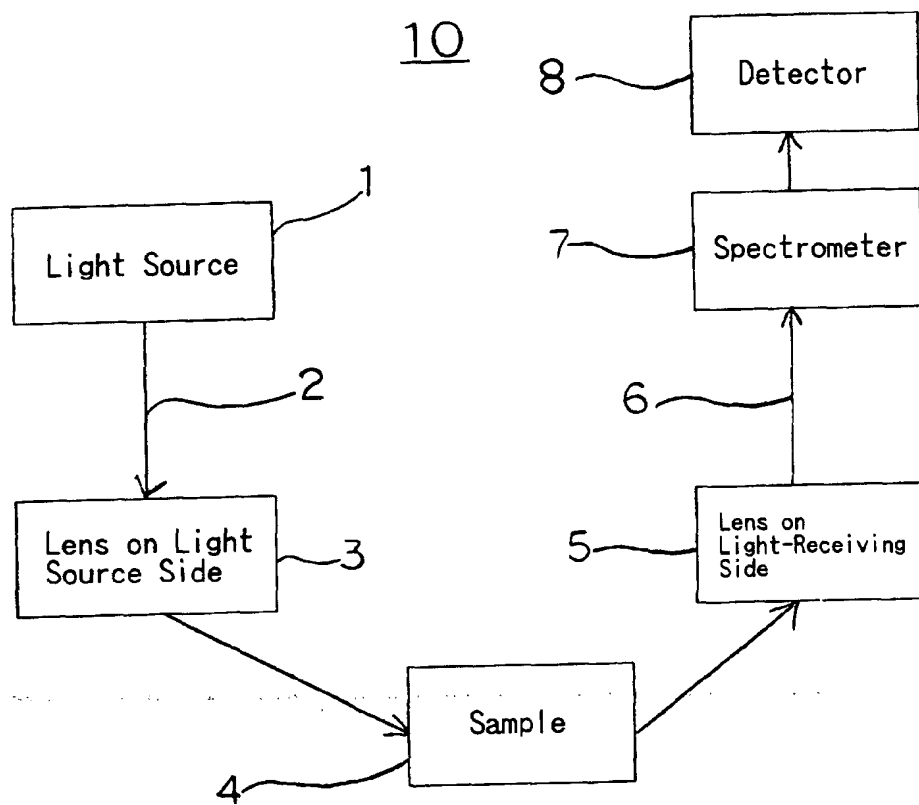 10
8
Detector
1
Light Source
7
Spectrometer
2
6
Lens on Light
Source Side
3
5
Lens on
Light-Receiving
Side
Sample
4